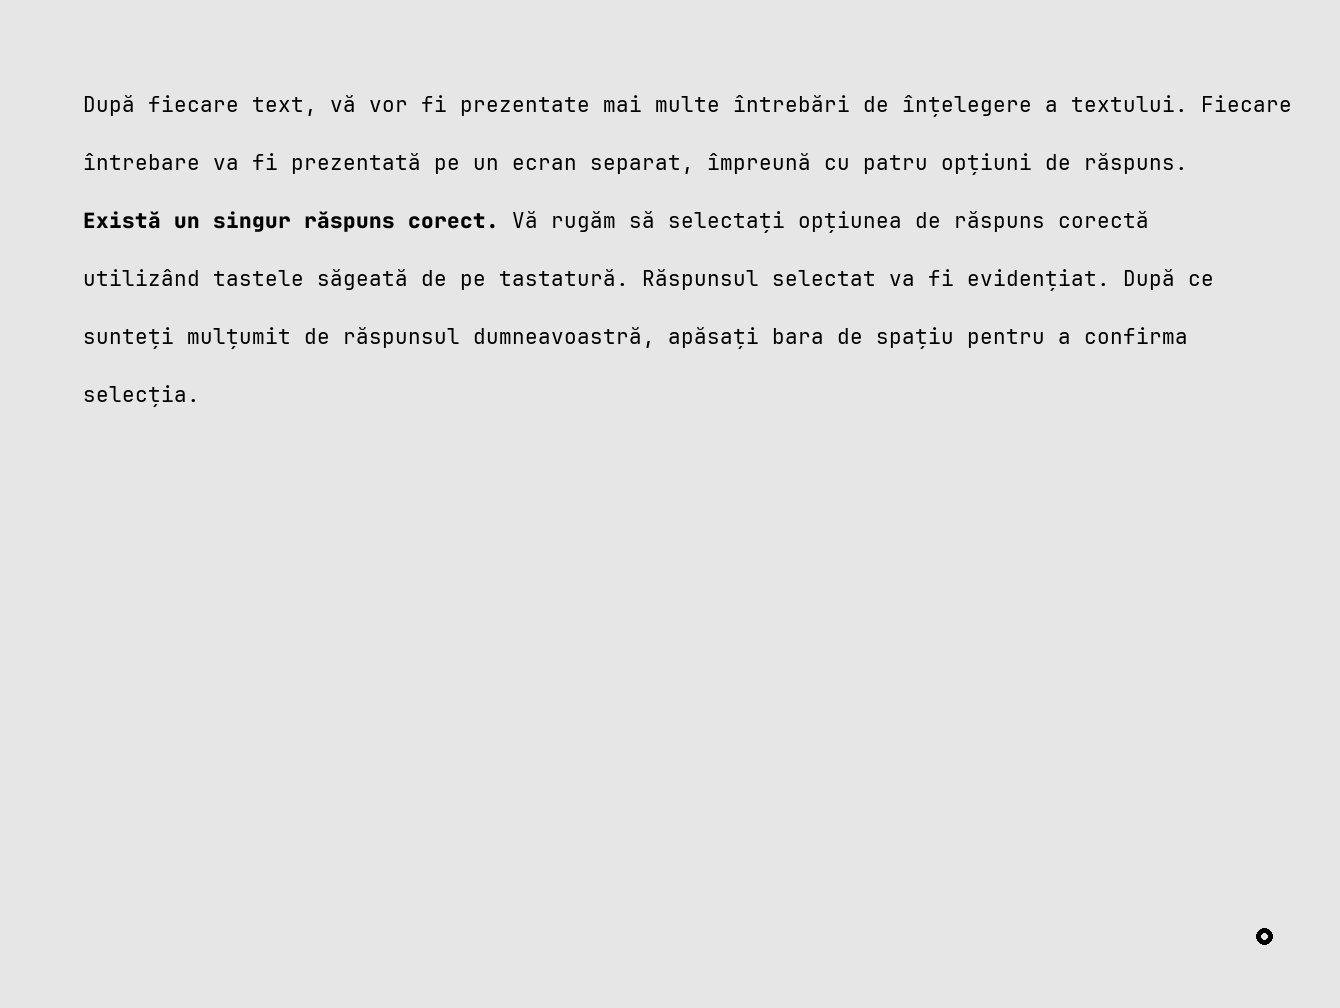 După fiecare text, vă vor fi prezentate mai multe întrebări de înțelegere a textului. Fiecare
întrebare va fi prezentată pe un ecran separat, împreună cu patru opțiuni de răspuns.
Există un singur răspuns corect. Vă rugăm să selectați opțiunea de răspuns corectă
utilizând tastele săgeată de pe tastatură. Răspunsul selectat va fi evidențiat. După ce
sunteți mulțumit de răspunsul dumneavoastră, apăsați bara de spațiu pentru a confirma
selecția.